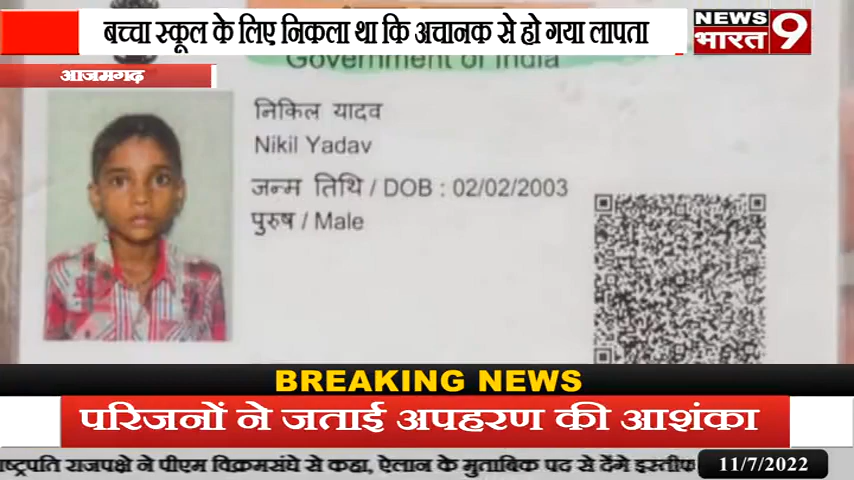 बच्चा स्कूल के लिए निकला था कि अचानक से हो गया लापता
NEWS
भारत 9
आजमगढ़
Government of India
निकिल यादव
Nikil Yadav
जन्म तिथि / DOB : 02/02/2003
पुरुष / Male
BREAKING NEWS
परिजनों ने जताई अपहरण की आशंका
राजपक्षे ने पीएम विक्रमसंघे से कहा, ऐलान के मुताबिक पद से देंगे
11/7/2022